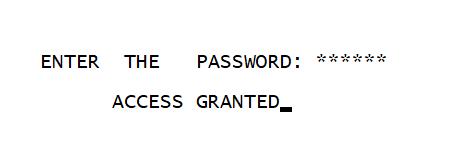 ENTER THE PASSWORD: ******
ACCESS GRANTED_